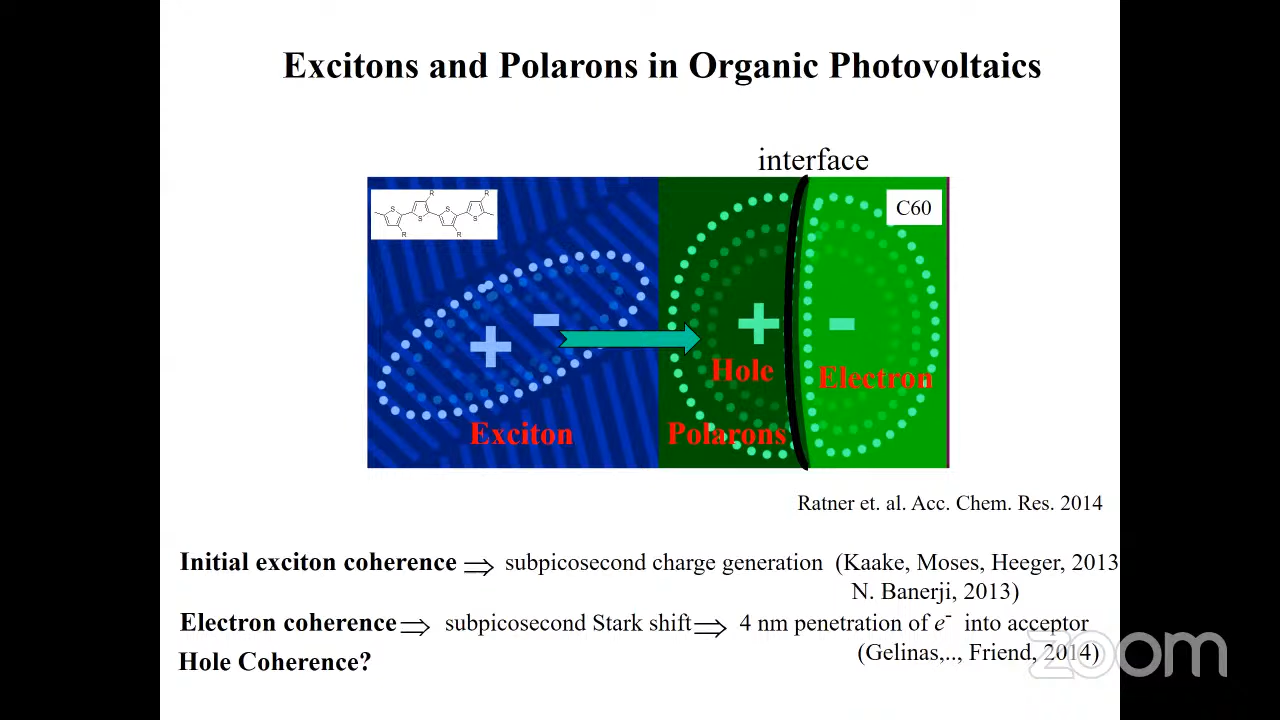 Excitons and Polarons in Organic Photovoltaics
interface
R
R
S
S
S
S
R
R
C60
+
-
+
-
Hole
Electron
Exciton
Polarons
Ratner et. al. Acc. Chem. Res. 2014
Initial exciton coherence ⇒ subpicosecond charge generation (Kaake, Moses, Heeger, 2013
N. Banerji, 2013)
Electron coherence⇒ subpicosecond Stark shift⇒ 4 nm penetration of e- into acceptor
(Gelinas,.., Friend, 2014)
Hole Coherence?
zoom